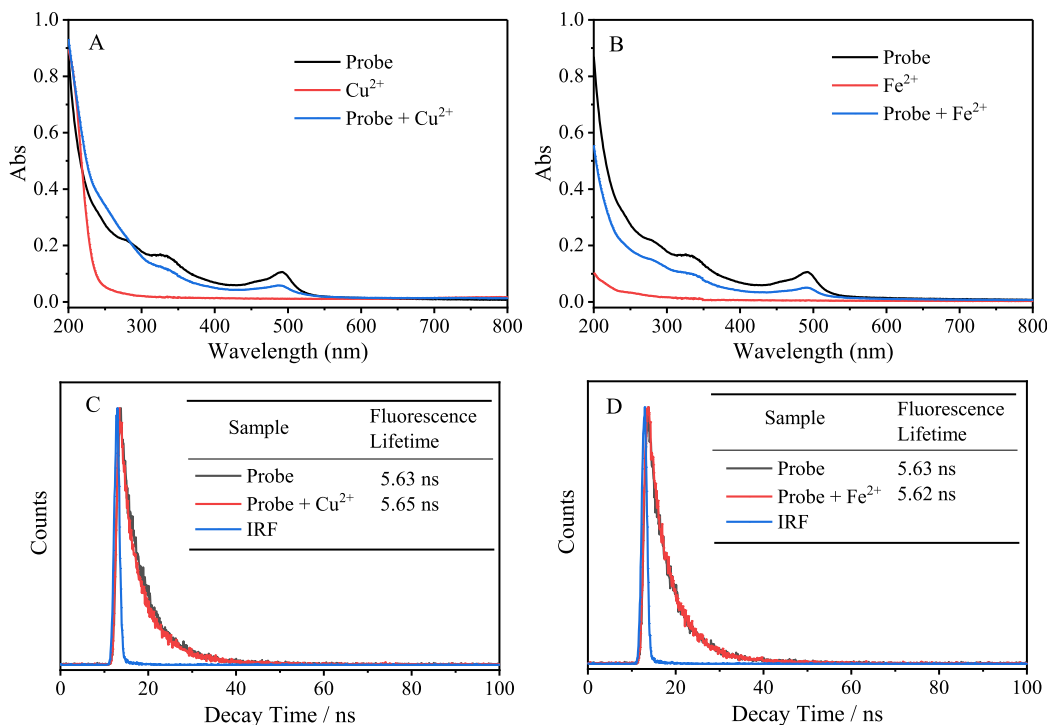 A
Probe
Cu²⁺
Probe + Cu²⁺
Abs
1.0
0.8
0.6
0.4
0.2
0.0
200 300 400 500 600 700 800
Wavelength (nm)
B
Probe
Fe²⁺
Probe + Fe²⁺
Abs
1.0
0.8
0.6
0.4
0.2
0.0
200 300 400 500 600 700 800
Wavelength (nm)
C
Sample Fluorescence
Lifetime
Probe 5.63 ns
Probe + Cu²⁺ 5.65 ns
IRF
Counts
0 20 40 60 80 100
Decay Time / ns
D
Sample Fluorescence
Lifetime
Probe 5.63 ns
Probe + Fe²⁺ 5.62 ns
IRF
Counts
0 20 40 60 80 100
Decay Time / ns